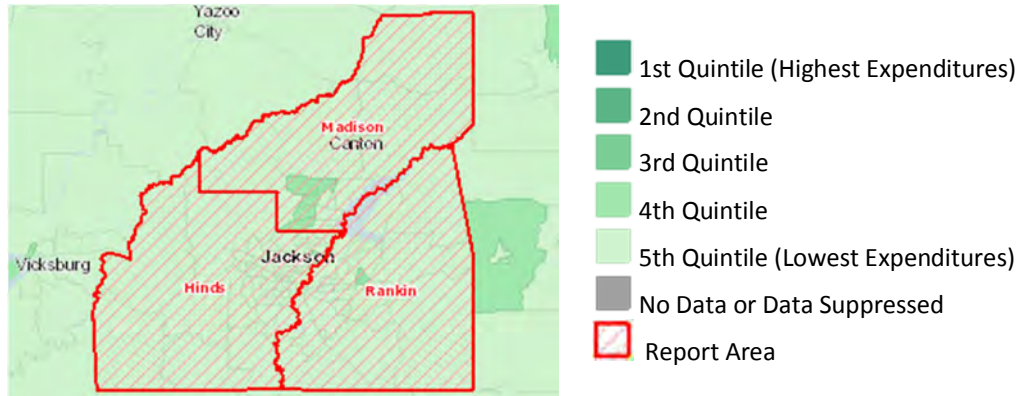 Yazoo
City
Madison
Canton
Vicksburg
Jackson
Hinds
Rankin
1st Quintile (Highest Expenditures)
2nd Quintile
3rd Quintile
4th Quintile
5th Quintile (Lowest Expenditures)
No Data or Data Suppressed
Report Area